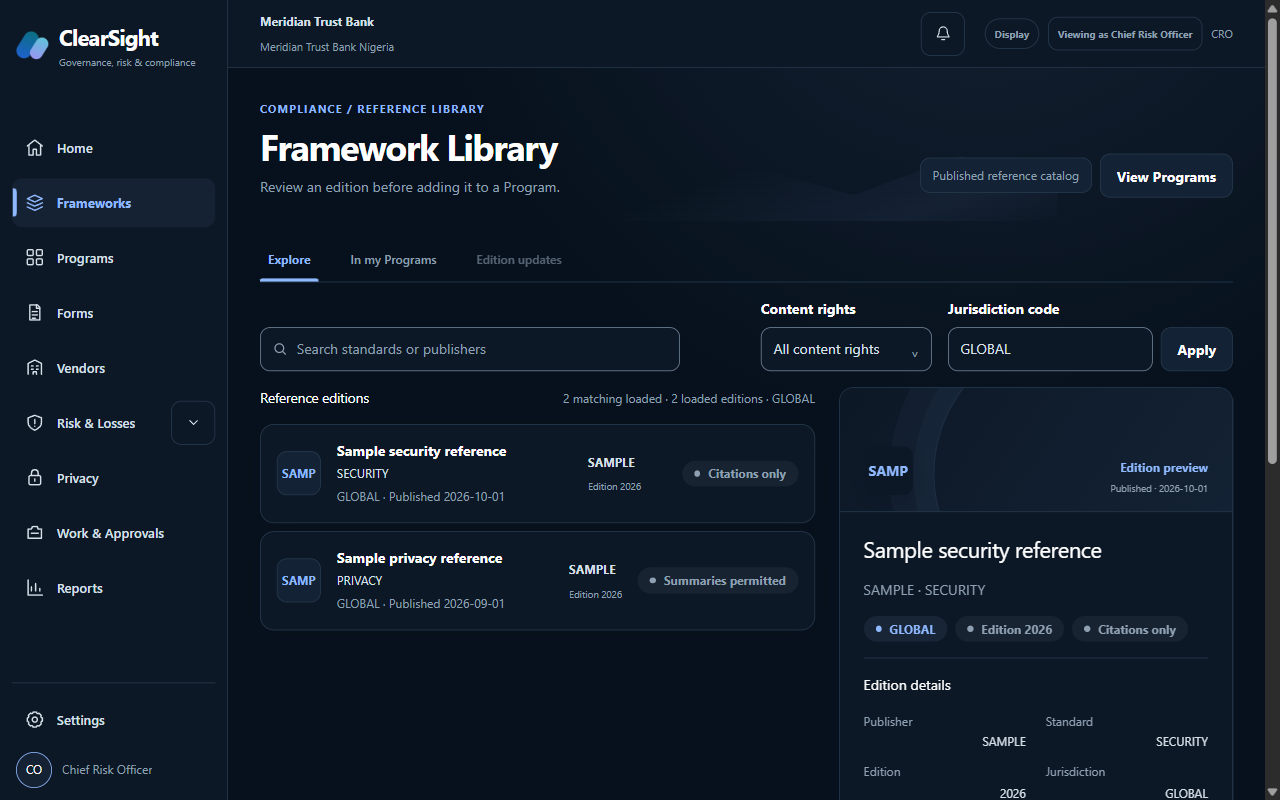 ClearSight
Governance, risk & compliance
Home
Frameworks
Programs
Forms
Vendors
Risk & Losses
Privacy
Work & Approvals
Reports
Settings
CO Chief Risk Officer
Meridian Trust Bank
Meridian Trust Bank Nigeria
Display
Viewing as Chief Risk Officer
CRO
COMPLIANCE / REFERENCE LIBRARY
Framework Library
Review an edition before adding it to a Program.
Published reference catalog
View Programs
Explore
In my Programs
Edition updates
Search standards or publishers
Content rights
All content rights
Jurisdiction code
GLOBAL
Apply
Reference editions
2 matching loaded · 2 loaded editions · GLOBAL
SAMP
Sample security reference
SECURITY
GLOBAL · Published 2026-10-01
SAMPLE
Edition 2026
Citations only
SAMP
Sample privacy reference
PRIVACY
GLOBAL · Published 2026-09-01
SAMPLE
Edition 2026
Summaries permitted
SAMP
Edition preview
Published · 2026-10-01
Sample security reference
SAMPLE · SECURITY
GLOBAL
Edition 2026
Citations only
Edition details
Publisher
SAMPLE
Standard
SECURITY
Edition
2026
Jurisdiction
GLOBAL